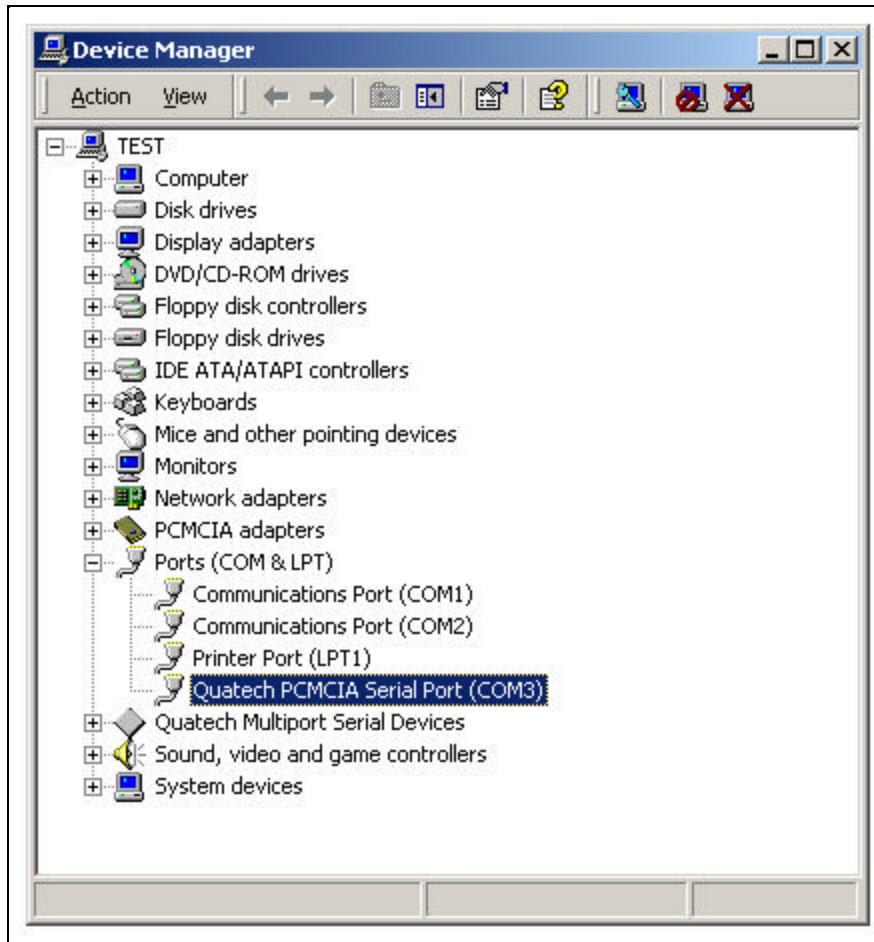 Device Manager
Action View
TEST
Computer
Disk drives
Display adapters
DVD/CD-ROM drives
Floppy disk controllers
Floppy disk drives
IDE ATA/ATAPI controllers
Keyboards
Mice and other pointing devices
Monitors
Network adapters
PCMCIA adapters
Ports (COM & LPT)
Communications Port (COM1)
Communications Port (COM2)
Printer Port (LPT1)
Quatech PCMCIA Serial Port (COM3)
Quatech Multiport Serial Devices
Sound, video and game controllers
System devices